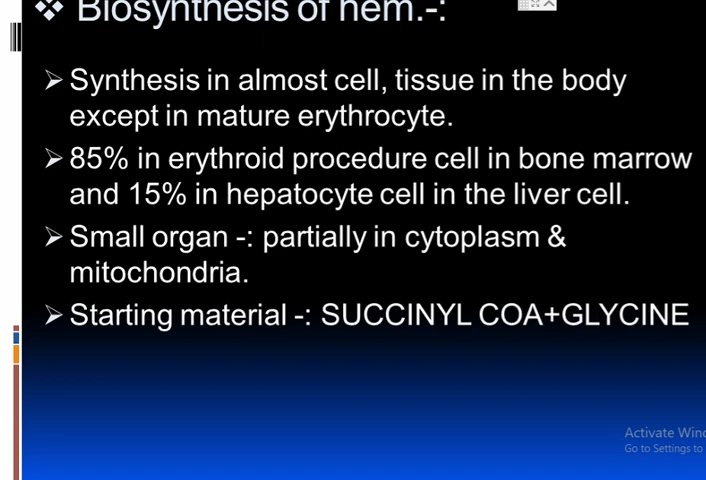 ❖ Biosynthesis of hem.-:
➢ Synthesis in almost cell, tissue in the body
except in mature erythrocyte.
➢ 85% in erythroid procedure cell in bone marrow
and 15% in hepatocyte cell in the liver cell.
➢ Small organ -: partially in cytoplasm &
mitochondria.
➢ Starting material -: SUCCINYL COA+GLYCINE
Activate Wind
Go to Settings to